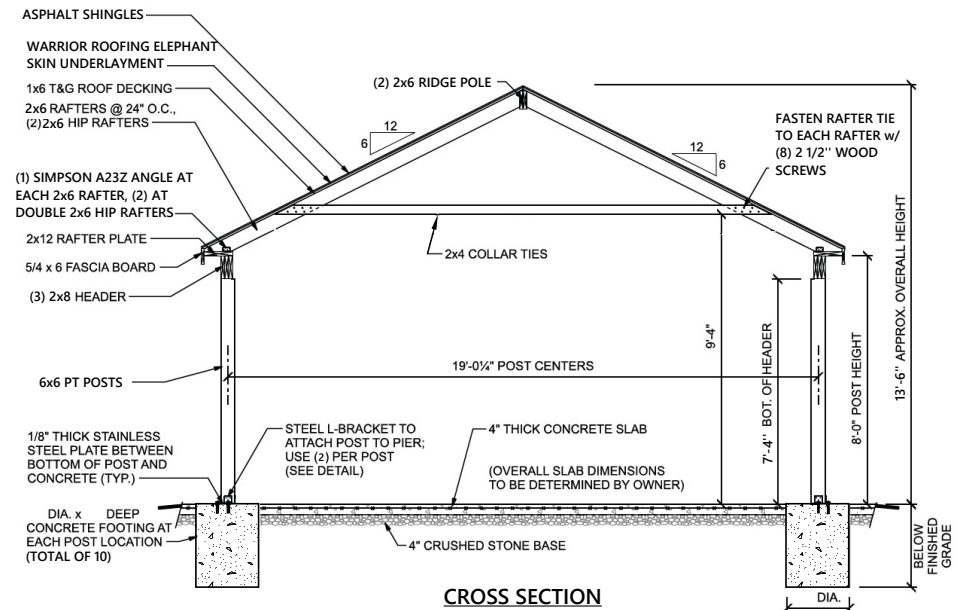 ASPHALT SHINGLES
WARRIOR ROOFING ELEPHANT
SKIN UNDERLAYMENT
1x6 T&G ROOF DECKING
2x6 RAFTERS @ 24" O.C.,
(2)2x6 HIP RAFTERS
(1) SIMPSON A23Z ANGLE AT
EACH 2x6 RAFTER, (2) AT
DOUBLE 2x6 HIP RAFTERS
2x12 RAFTER PLATE
5/4 x 6 FASCIA BOARD
(3) 2x8 HEADER
6x6 PT POSTS
1/8" THICK STAINLESS
STEEL PLATE BETWEEN
BOTTOM OF POST AND
CONCRETE (TYP.)
DIA. x DEEP
CONCRETE FOOTING AT
EACH POST LOCATION
(TOTAL OF 10)
12
6
(2) 2x6 RIDGE POLE
12
6
FASTEN RAFTER TIE
TO EACH RAFTER w/
(8) 2 1/2'' WOOD
SCREWS
2x4 COLLAR TIES
19'-0¼" POST CENTERS
STEEL L-BRACKET TO
ATTACH POST TO PIER;
USE (2) PER POST
(SEE DETAIL)
4" THICK CONCRETE SLAB
(OVERALL SLAB DIMENSIONS
TO BE DETERMINED BY OWNER)
4" CRUSHED STONE BASE
9'-4"
7'-4'' BOT. OF HEADER
8'-0" POST HEIGHT
13'-6" APPROX. OVERALL HEIGHT
BELOW
FINISHED
GRADE
DIA.
CROSS SECTION